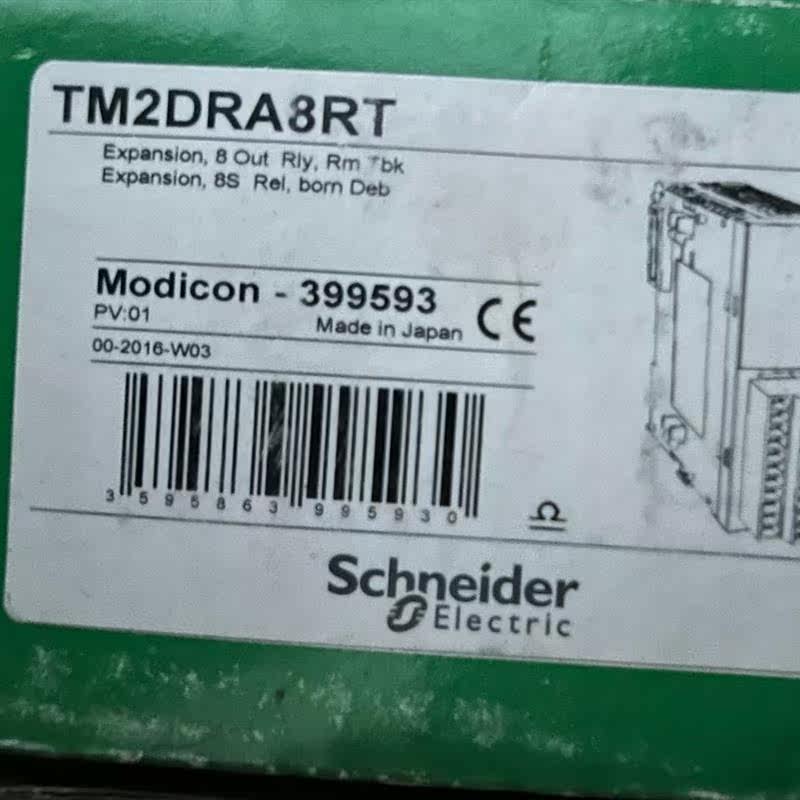 TM2DRA8RT
Expansion, 8 Out Rly, Rm Tbk
Expansion, 8S Rel, born Deb
Modicon - 399593
PV:01
Made in Japan
CE
00-2016-W03
3 595863 995930
Ω
Schneider
Electric